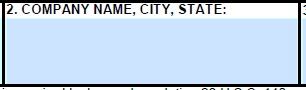 2. COMPANY NAME, CITY, STATE: